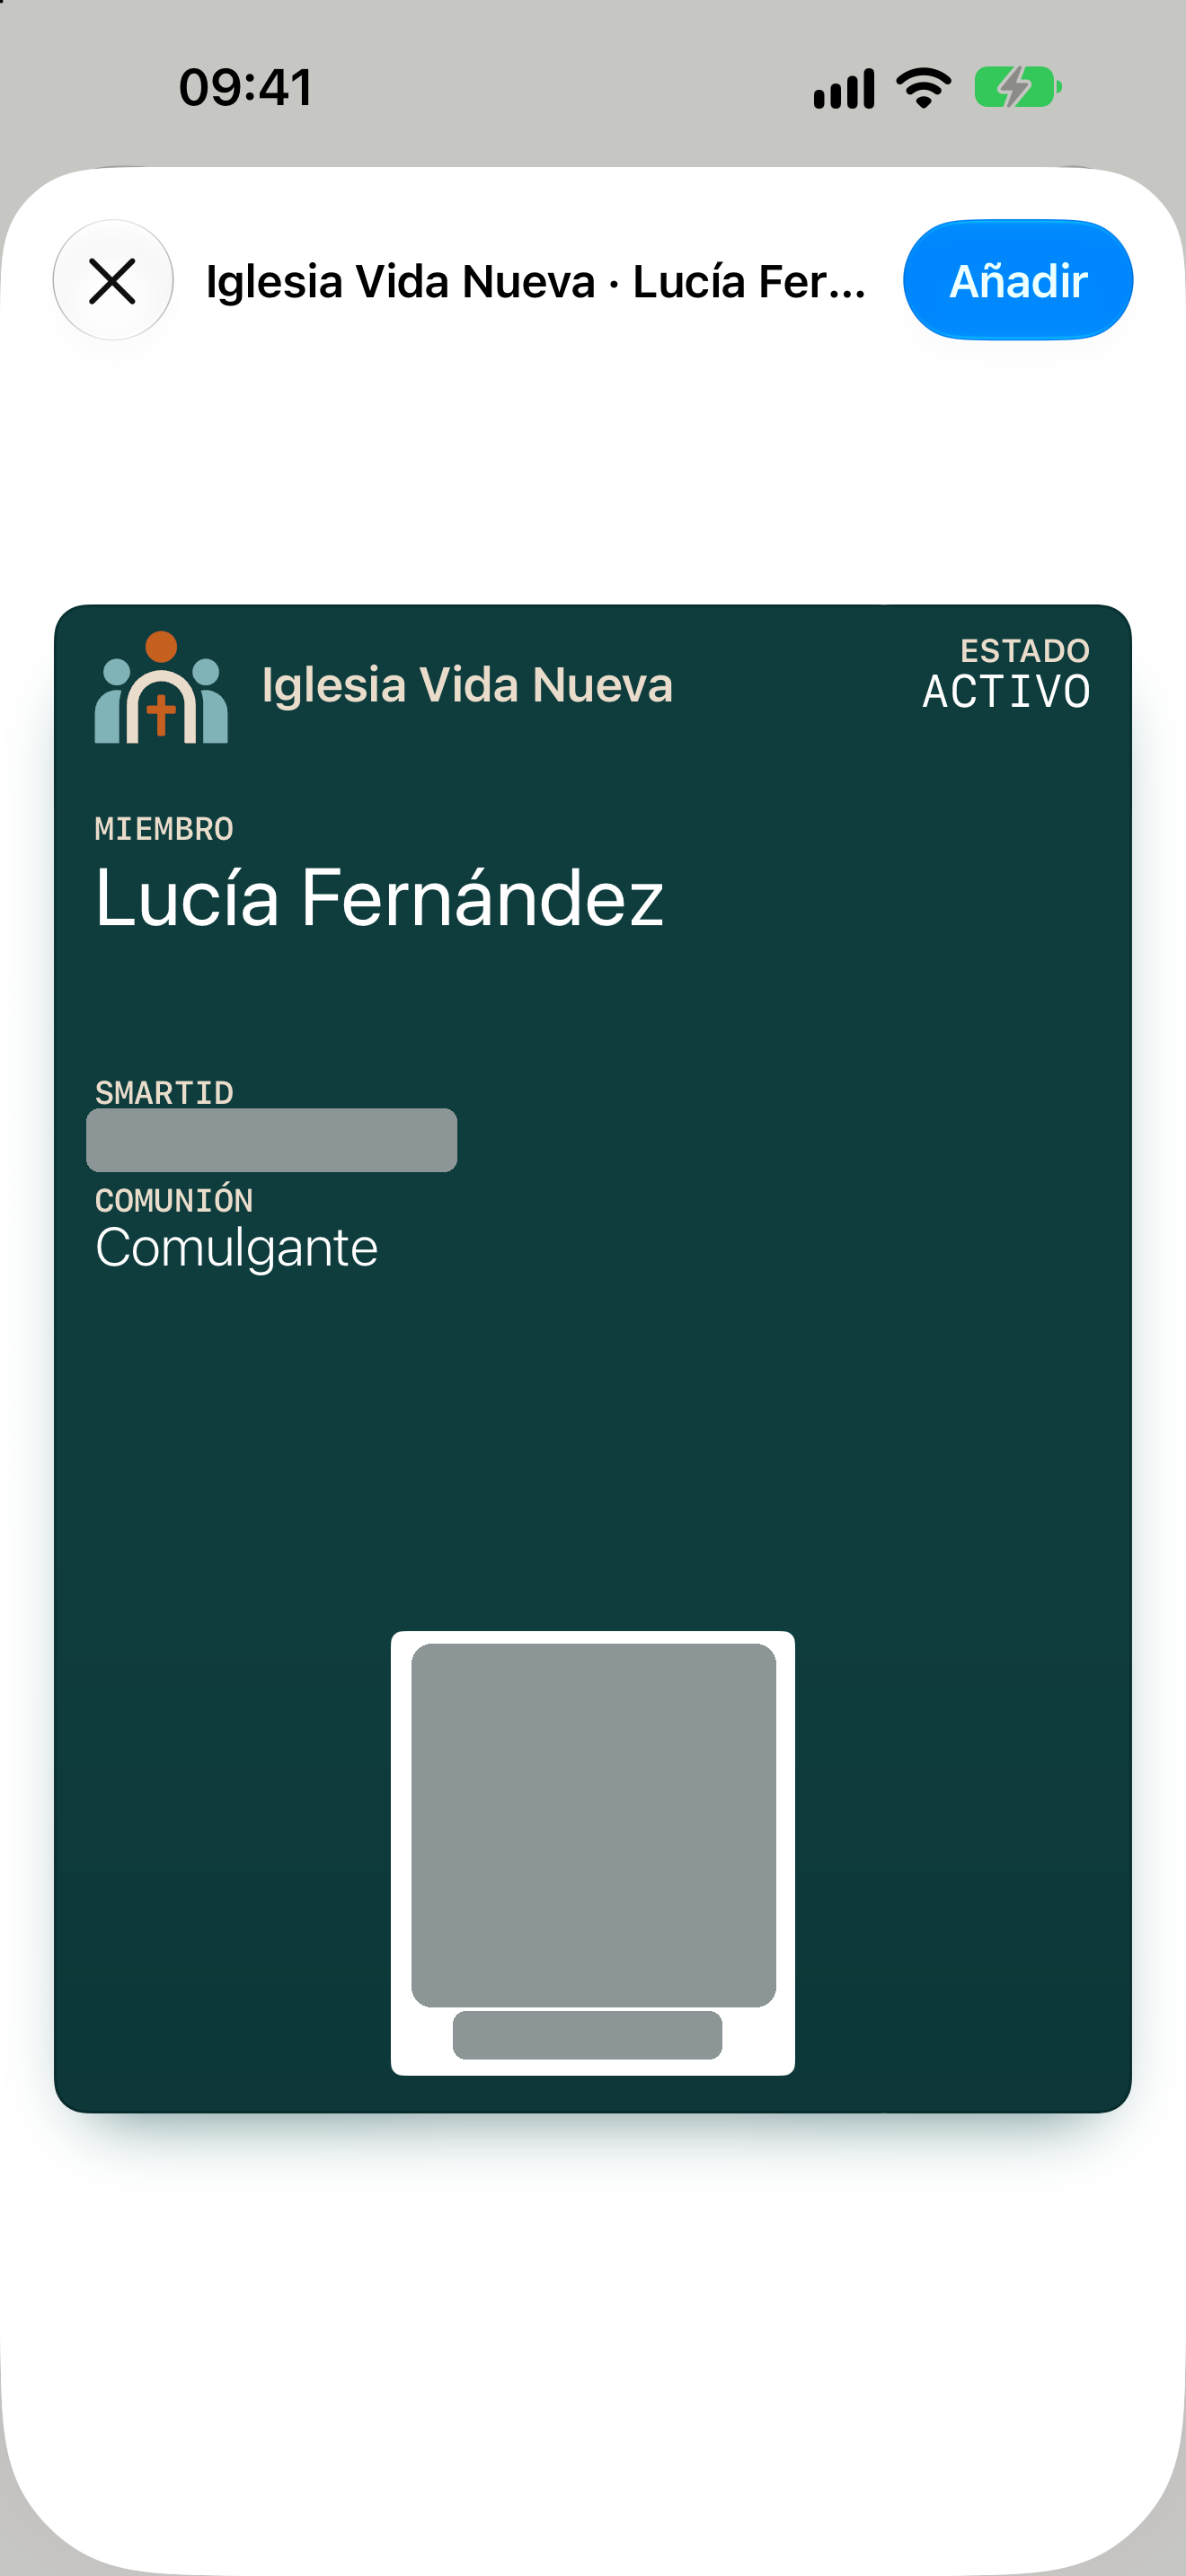 09:41
Iglesia Vida Nueva · Lucía Fer...
Añadir
Iglesia Vida Nueva
ESTADO
ACTIVO
MIEMBRO
Lucía Fernández
SMARTID
COMUNIÓN
Comulgante